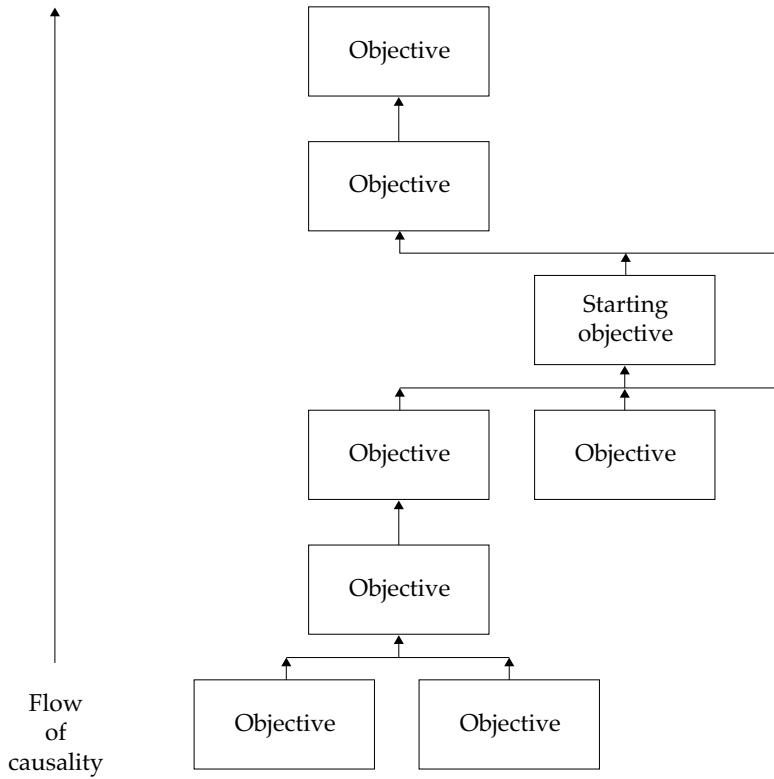 Objective
Objective
Starting
objective
Objective
Objective
Objective
Objective
Objective
Flow
of
causality